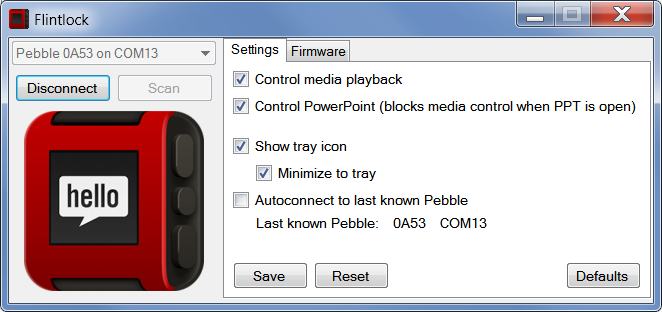 Flintlock
Pebble 0A53 on COM13
Disconnect
Scan
hello
Settings
Firmware
Control media playback
Control PowerPoint (blocks media control when PPT is open)
Show tray icon
Minimize to tray
Autoconnect to last known Pebble
Last known Pebble: 0A53 COM13
Save
Reset
Defaults